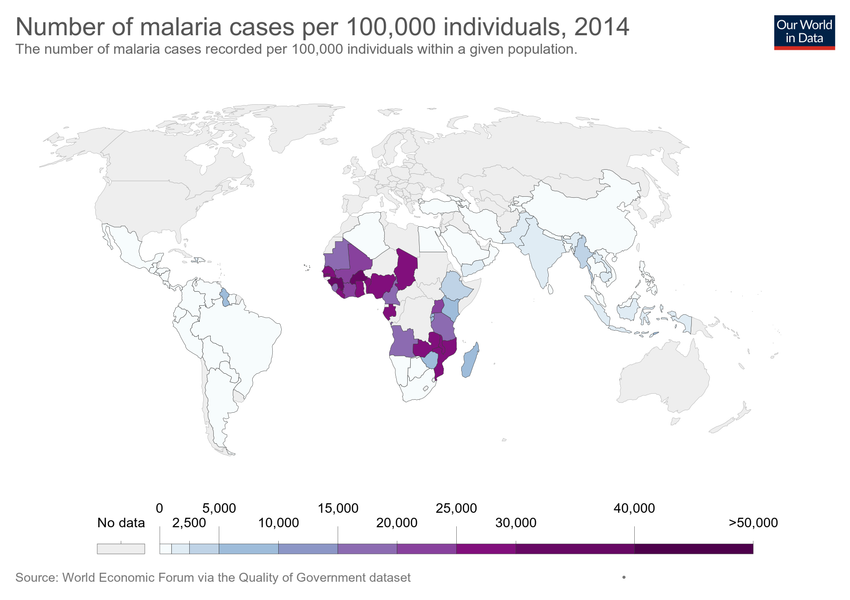 Number of malaria cases per 100,000 individuals, 2014
The number of malaria cases recorded per 100,000 individuals within a given population.
Our World
in Data
0 5,000 15,000 25,000 40,000
No data 2,500 10,000 20,000 30,000 >50,000
Source: World Economic Forum via the Quality of Government dataset